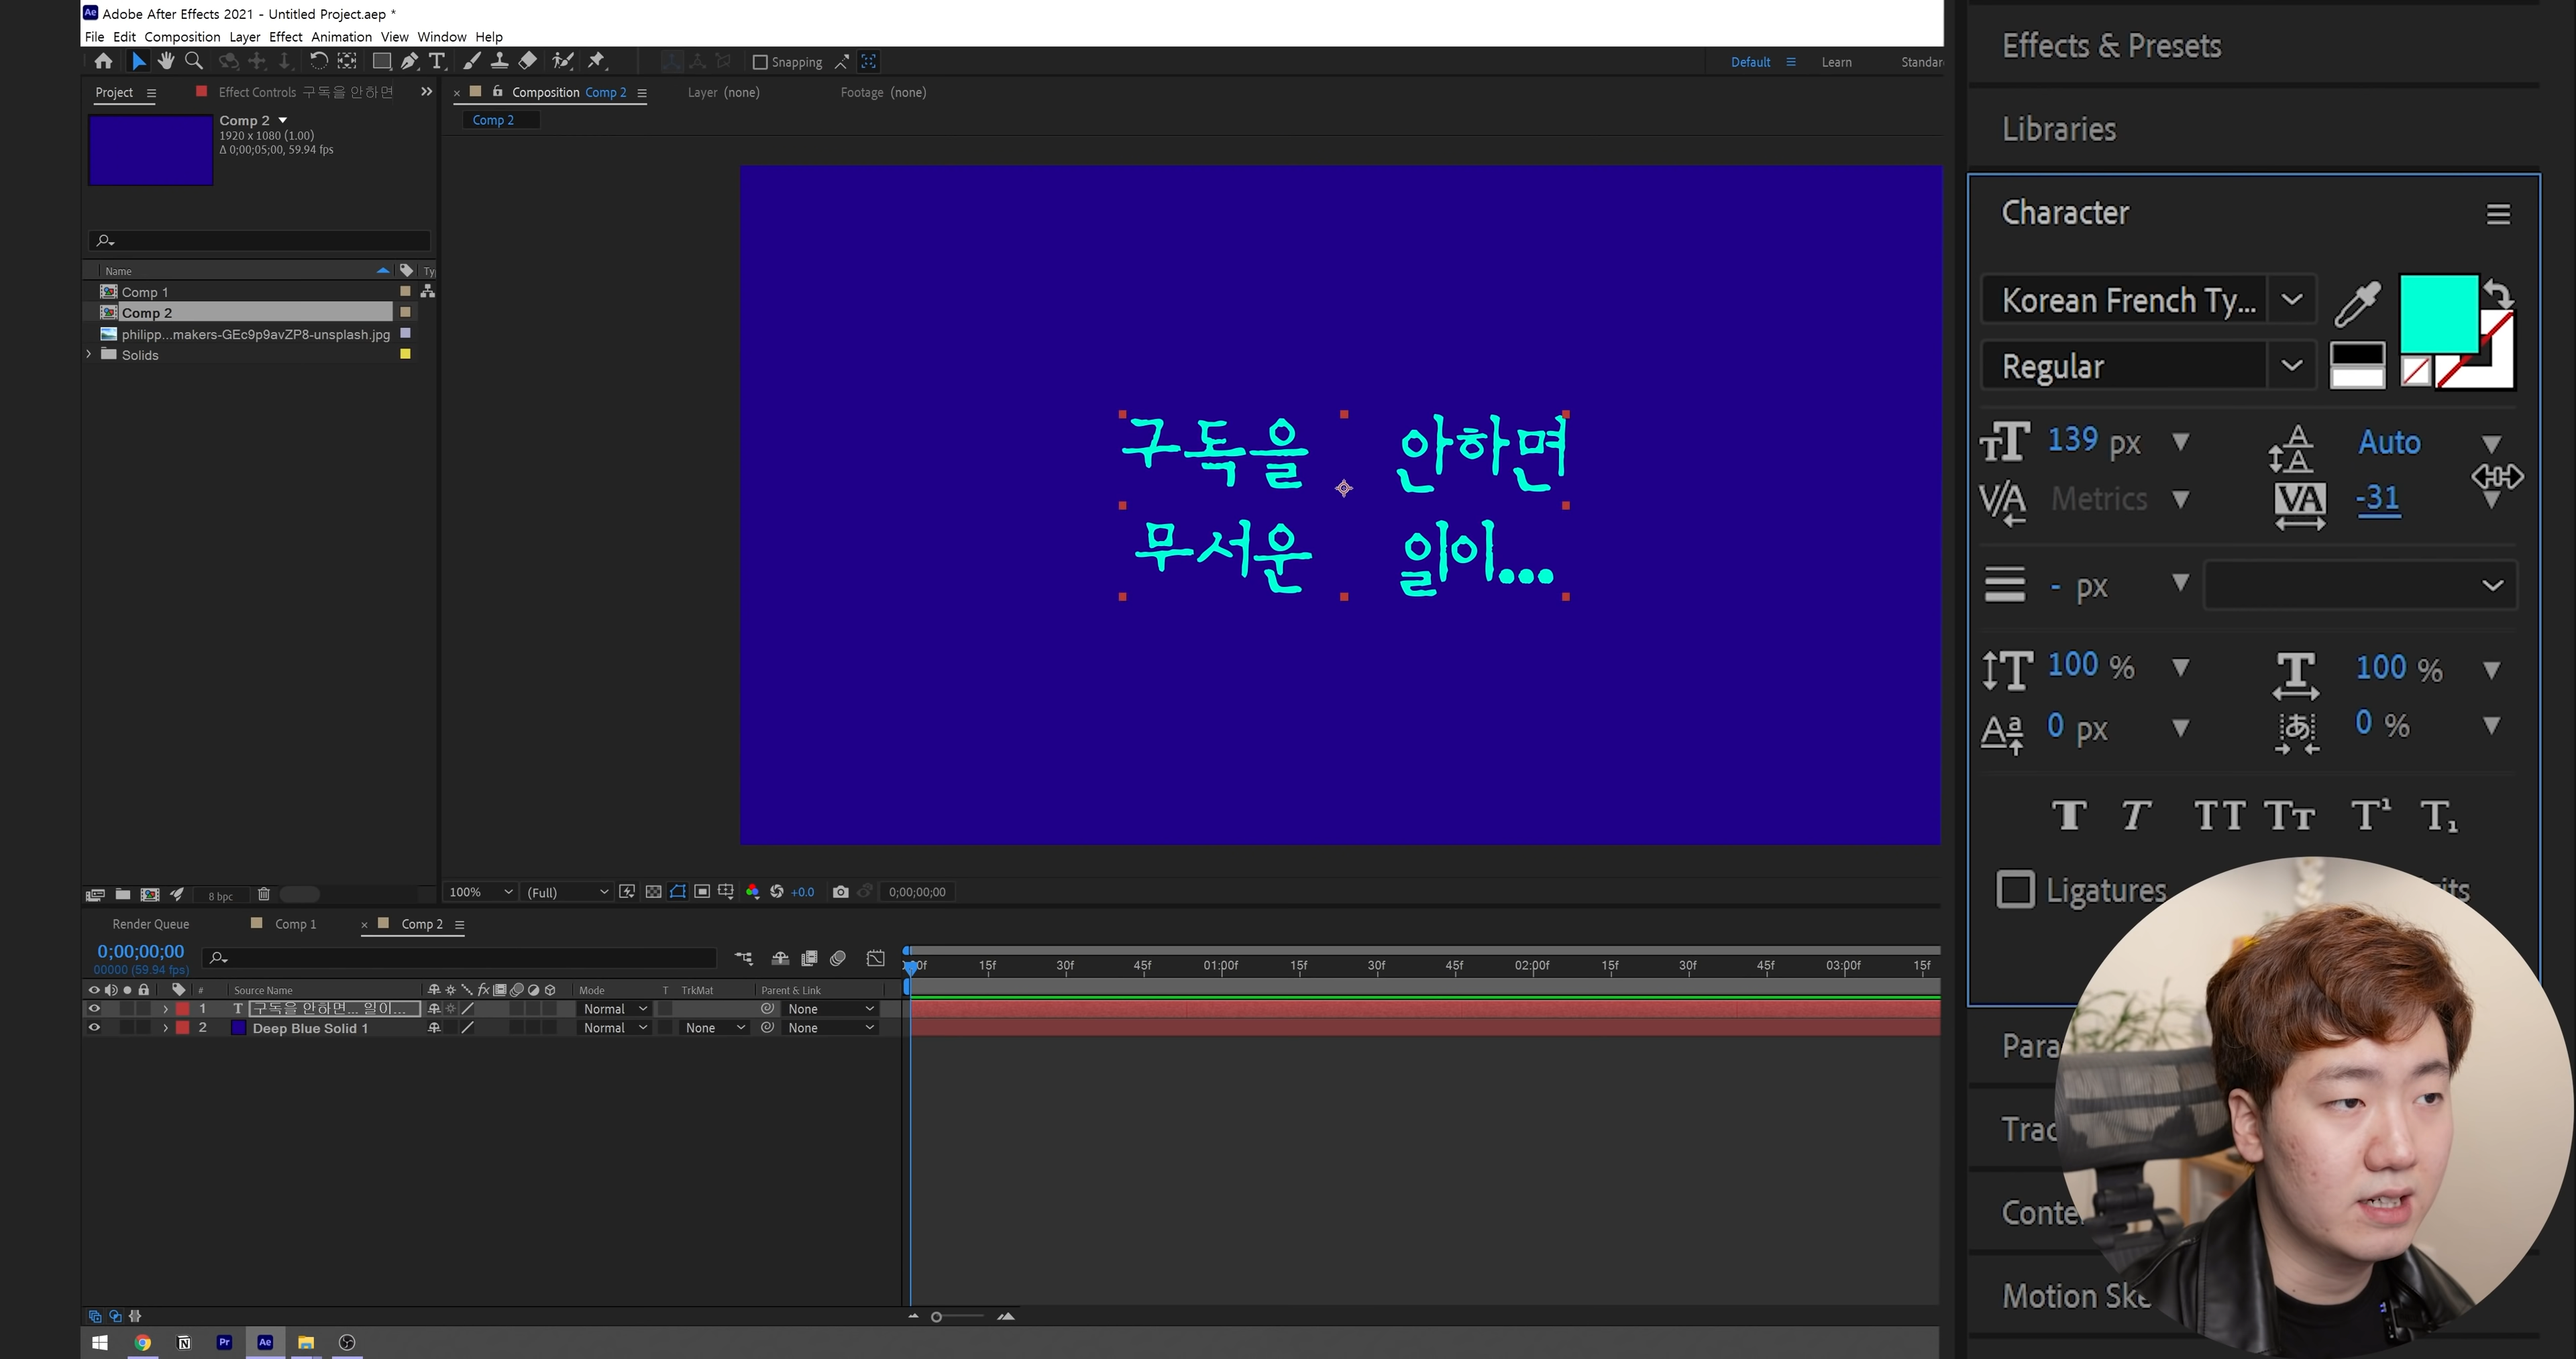 Adobe After Effects 2021 - Untitled Project.aep *
File Edit Composition Layer Effect Animation View Window Help
Snapping
Default
Learn
Project
Effect Controls 구독을 안하면
Composition Comp 2
Layer (none)
Footage (none)
Comp 2
Comp 2
1920 x 1080 (1.00)
Δ 0;00;05;00, 59.94 fps
Name
Comp 1
Comp 2
philipp...makers-GEc9p9avZP8-unsplash.jpg
Solids
구독을 안하면
무서운 일이...
8 bpc
100%
(Full)
+0.0
0;00;00;00
Render Queue
Comp 1
Comp 2
0;00;00;00
00000 (59.94 fps)
15f 30f 45f 01:00f 15f 30f 45f 02:00f 15f 30f 45f 03:00f 15f
# Source Name Mode T TrkMat Parent & Link
1 T 구독을 안하면... 일이... Normal None
2 Deep Blue Solid 1 Normal None None
Effects & Presets
Libraries
Character
Korean French Ty...
Regular
139 px
Auto
Metrics
-31
- px
100 %
100 %
0 px
0 %
Ligatures